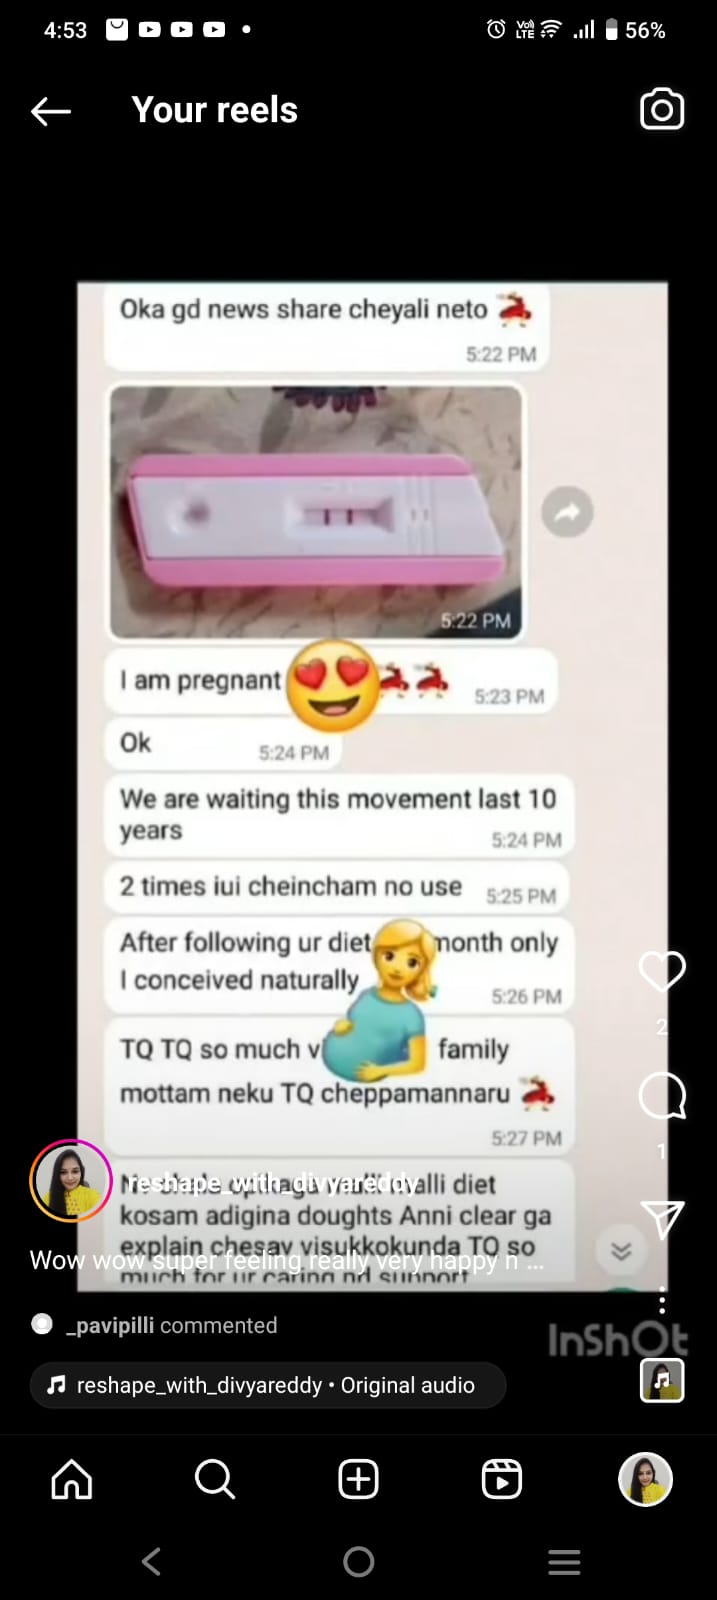 4:53
Vo)
LTE
56%
Your reels
Oka gd news share cheyali neto
5:22 PM
5:22 PM
I am pregnant
5:23 PM
Ok
5:24 PM
We are waiting this movement last 10
years
5:24 PM
2 times iui cheincham no use
5:25 PM
After following ur diet month only
I conceived naturally
5:26 PM
TQ TQ so much family
mottam neku TQ cheppamannaru
5:27 PM
2
1
reshape_with_divyareddy
diet
kosam adigina doughts Anni clear ga
explain chesav visukkokunda TQ so
much for ur caring nd support
Wow wow super feeling really very happy n ...
_pavipilli commented
InShOt
reshape_with_divyareddy • Original audio